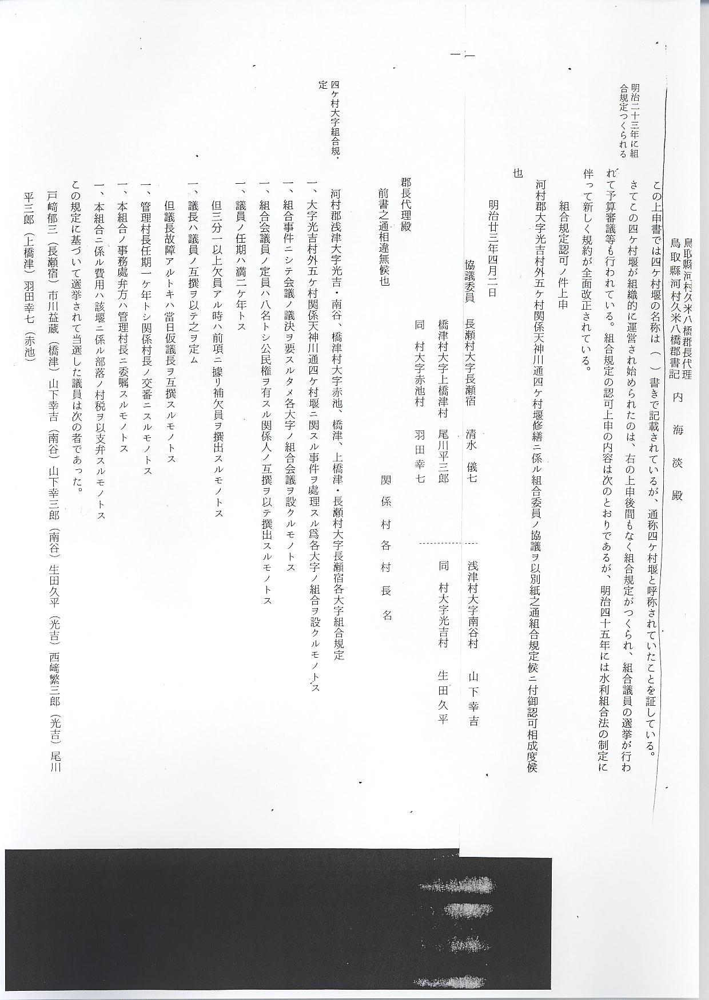 鳥取縣河村久米八橋郡長代理
鳥取縣河村久米八橋郡書記　内海淡殿
この上申書では四ケ村堰の名称は（　）書きで記載されているが、通称四ケ村堰と呼称されていたことを証している。
明治二十三年に組
合規定つくられる
さてこの四ケ村堰が組織的に運営され始められたのは、右の上申後間もなく組合規定がつくられ、組合議員の選挙が行わ
れて予算審議等も行われている。組合規定の認可上申の内容は次のとおりであるが、明治四十五年には水利組合法の制定に
伴って新しく規約が全面改正されている。
組合規定認可ノ件上申
河村郡大字光吉村外五ケ村関係天神川通四ケ村堰修繕ニ係ル組合委員ノ協議ヲ以別紙之通組合規定候ニ付御認可相成度候
也
明治廿三年四月二日
協議委員　長瀬村大字長瀬宿　清水　儀七　浅津村大字南谷村　山下幸吉
橋津村大字上橋津村　尾川平三郎　同　村大字光吉村　生田久平
同　村大字赤池村　羽田幸七
郡長代理殿
前書之通相違無候也
関係村各村長名
四ケ村大字組合規
定
河村郡浅津大字光吉・南谷、橋津村大字赤池、橋津、上橋津・長瀬村大字長瀬宿各大字組合規定
一、大字光吉村外五ケ村関係天神川通四ケ村堰ニ関スル事件ヲ處理スル爲各大字ノ組合ヲ設クルモノトス
一、組合事件ニシテ会議ノ議決ヲ要スルタメ各大字ノ組合会議ヲ設クルモノトス
一、組合会議員ノ定員ハ八名トシ公民権ヲ有スル関係人ノ互撰ヲ以テ撰出スルモノトス
一、議員ノ任期ハ満二ケ年トス
但三分一以上欠員アル時ハ前項ニ據リ補欠員ヲ撰出スルモノトス
一、議長ハ議員ノ互撰ヲ以テ之ヲ定ム
但議長故障アルトキハ當日仮議長ヲ互撰スルモノトス
一、管理村長任期一ケ年トシ関係村長ノ交番ニスルモノトス
一、本組合ノ事務處弁方ハ管理村長ニ委嘱スルモノトス
一、本組合ニ係ル費用ハ該堰ニ係ル部落ノ村税ヲ以支弁スルモノトス
この規定に基づいて選挙されて当選した議員は次の者であった。
戸﨑郁三（長瀬宿）市川益蔵（橋津）山下幸吉（南谷）山下幸三郎（南谷）生田久平（光吉）西﨑繁三郎（光吉）尾川
平三郎（上橋津）羽田幸七（赤池）